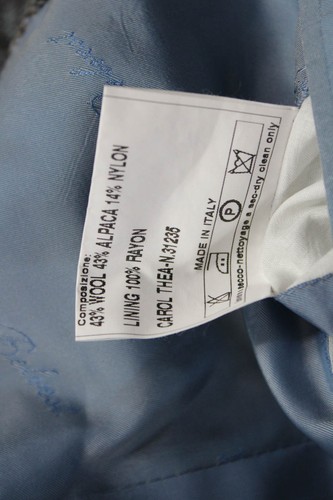 Composizione:
43% WOOL 43% ALPACA 14% NYLON
LINING 100% RAYON
CAROL THEA-N.31235
MADE IN ITALY
P
secco-nettoyage a sec-dry clean only